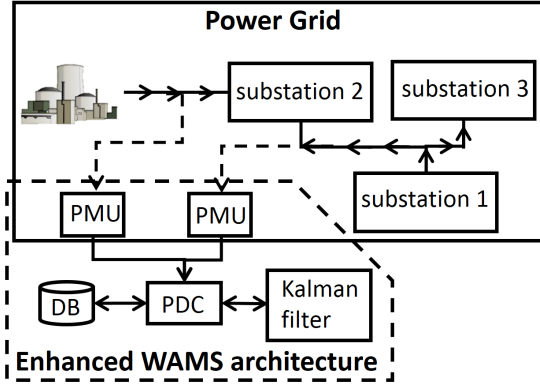 Power Grid
substation 2
substation 3
substation 1
PMU
PMU
DB
PDC
Kalman
filter
Enhanced WAMS architecture